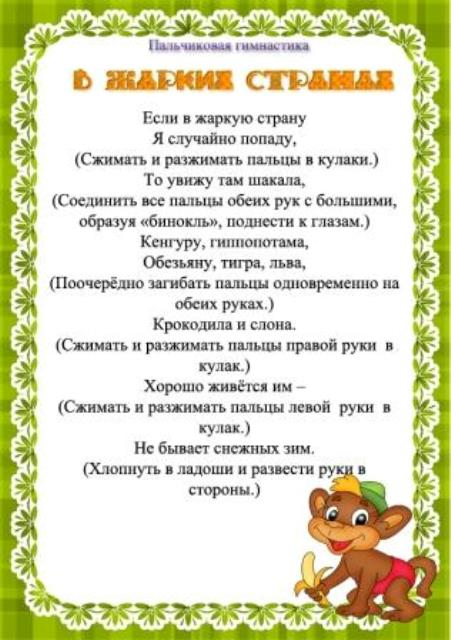 Пальчиковая гимнастика
В ЖАРКИХ СТРАНАХ
Если в жаркую страну
Я случайно попаду,
(Сжимать и разжимать пальцы в кулаки.)
То увижу там шакала,
(Соединить все пальцы обеих рук с большими,
образуя «бинокль», поднести к глазам.)
Кенгуру, гиппопотама,
Обезьяну, тигра, льва,
(Поочерёдно загибать пальцы одновременно на
обеих руках.)
Крокодила и слона.
(Сжимать и разжимать пальцы правой руки в
кулак.)
Хорошо живётся им –
(Сжимать и разжимать пальцы левой руки в
кулак.)
Не бывает снежных зим.
(Хлопнуть в ладоши и развести руки в
стороны.)